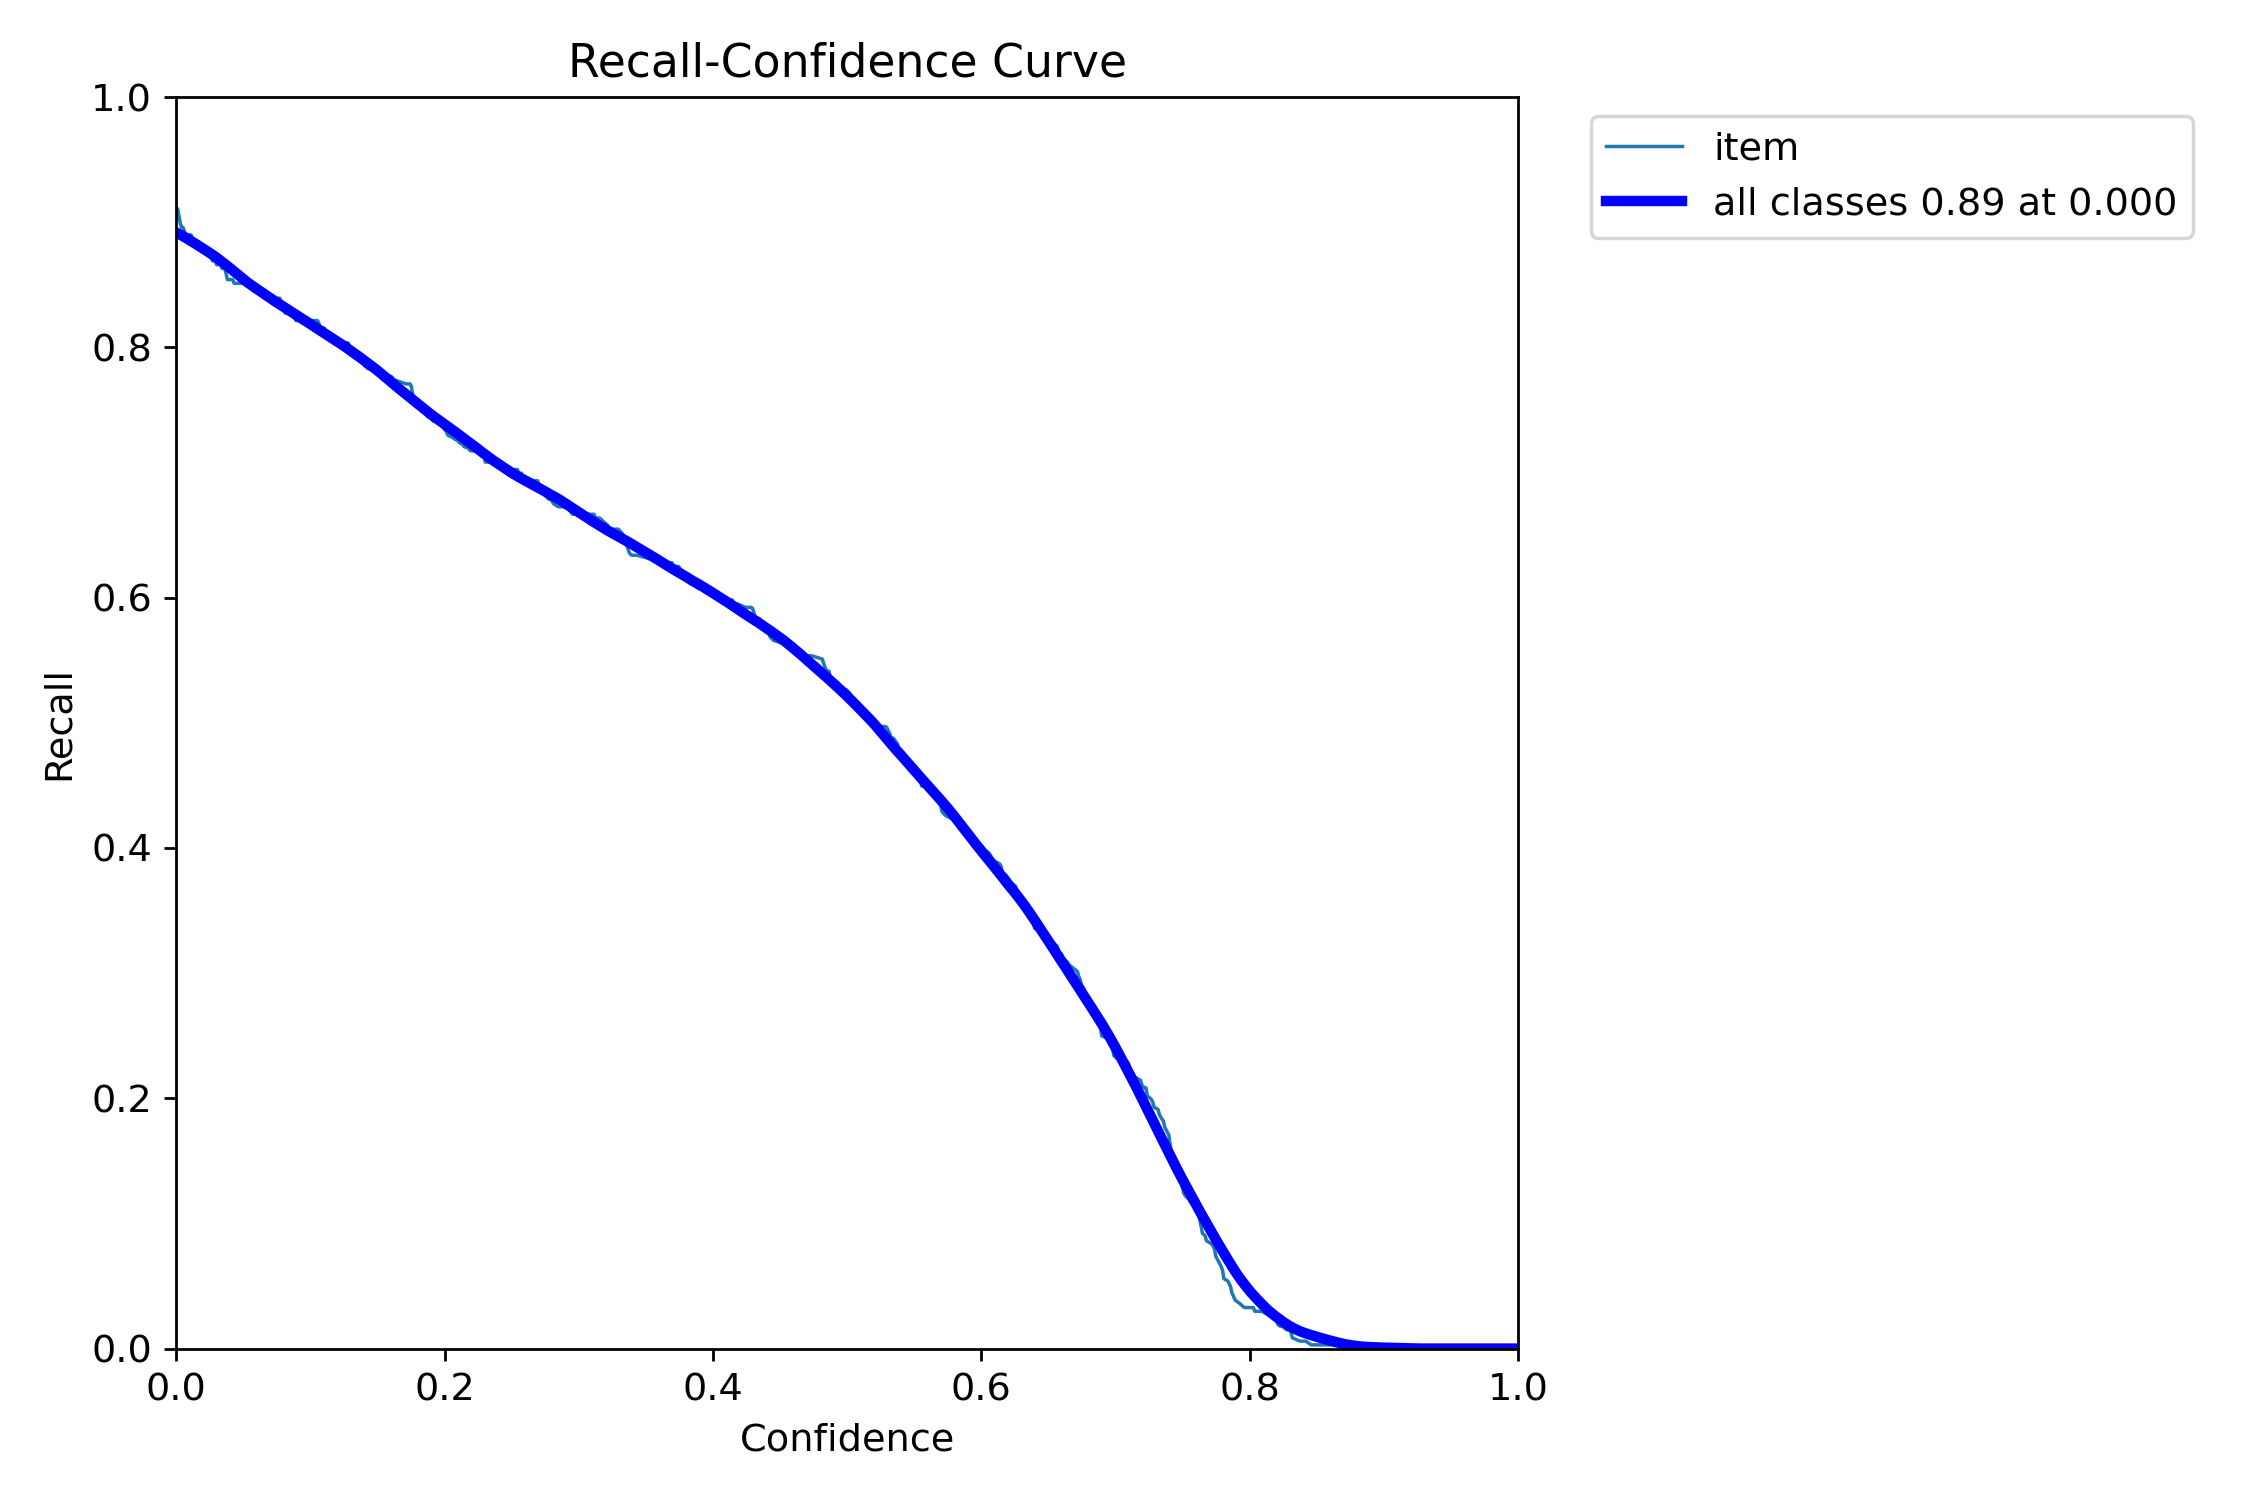 Recall-Confidence Curve
1.0
0.8
0.6
0.4
0.2
0.0
Recall
0.0 0.2 0.4 0.6 0.8 1.0
Confidence
item
all classes 0.89 at 0.000